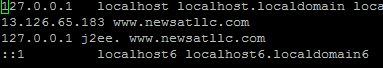 127.0.0.1 localhost localhost.localdomain
13.126.65.183 www.newsatllc.com
127.0.0.1 j2ee. www.newsatllc.com
::1 localhost6 localhost6.localdomain6